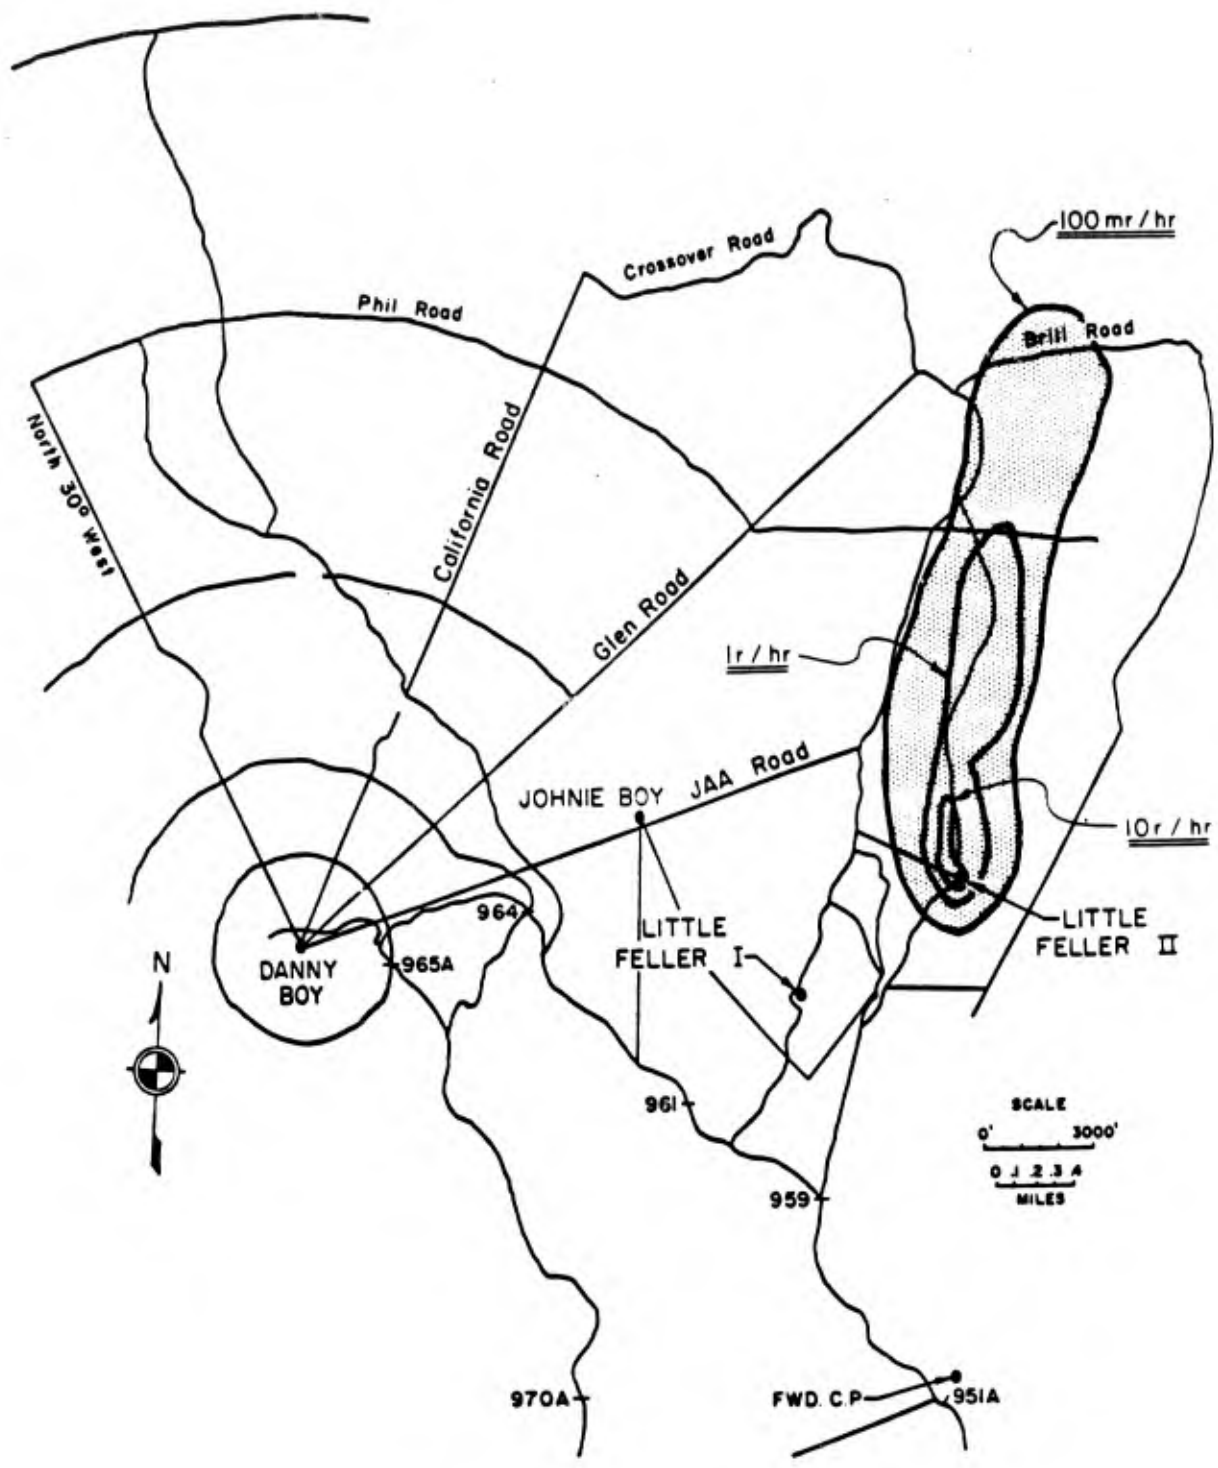 100 mr / hr
Crossover Road
Phil Road
Brill Road
North 30º West
California Road
Glen Road
1r / hr
JAA Road
JOHNIE BOY
10r / hr
964
LITTLE
FELLER I
LITTLE
FELLER II
N
DANNY
BOY
965A
961
SCALE
0' 3000'
0 .1 .2 .3 .4
MILES
959
970A
FWD. C.P.
951A